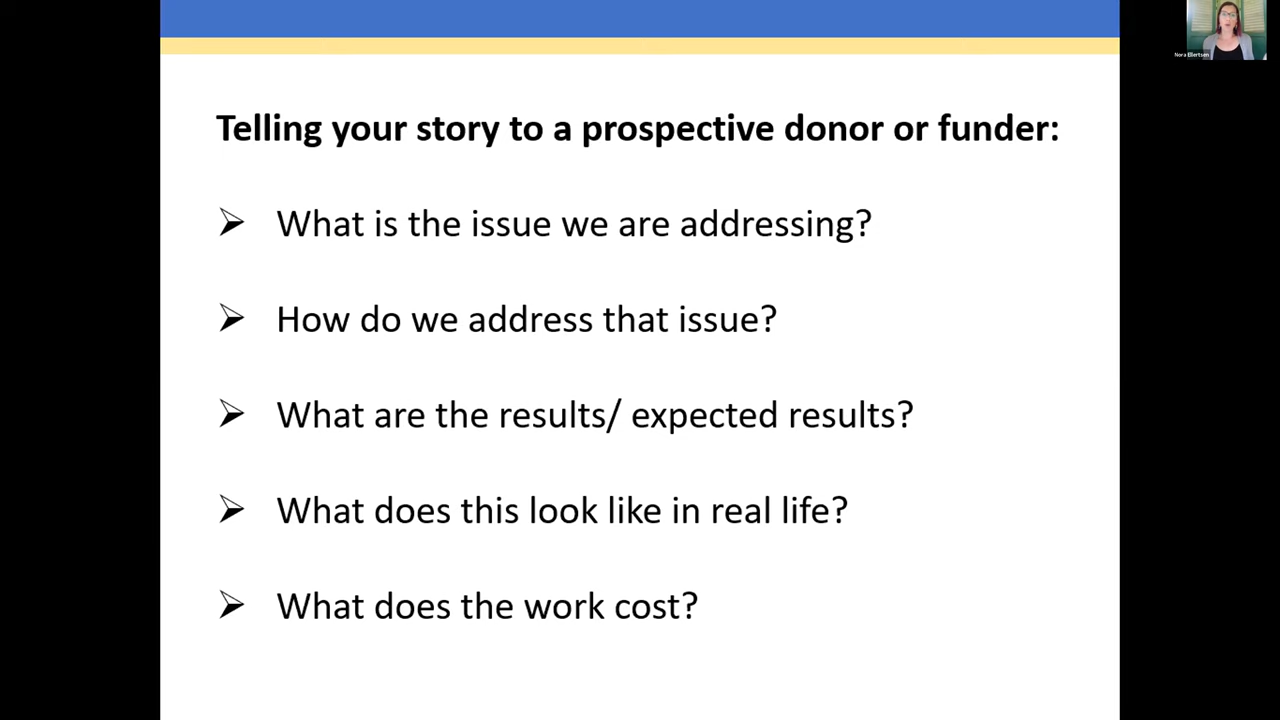 Nora Ellertsen
Telling your story to a prospective donor or funder:
➢ What is the issue we are addressing?
➢ How do we address that issue?
➢ What are the results/ expected results?
➢ What does this look like in real life?
➢ What does the work cost?